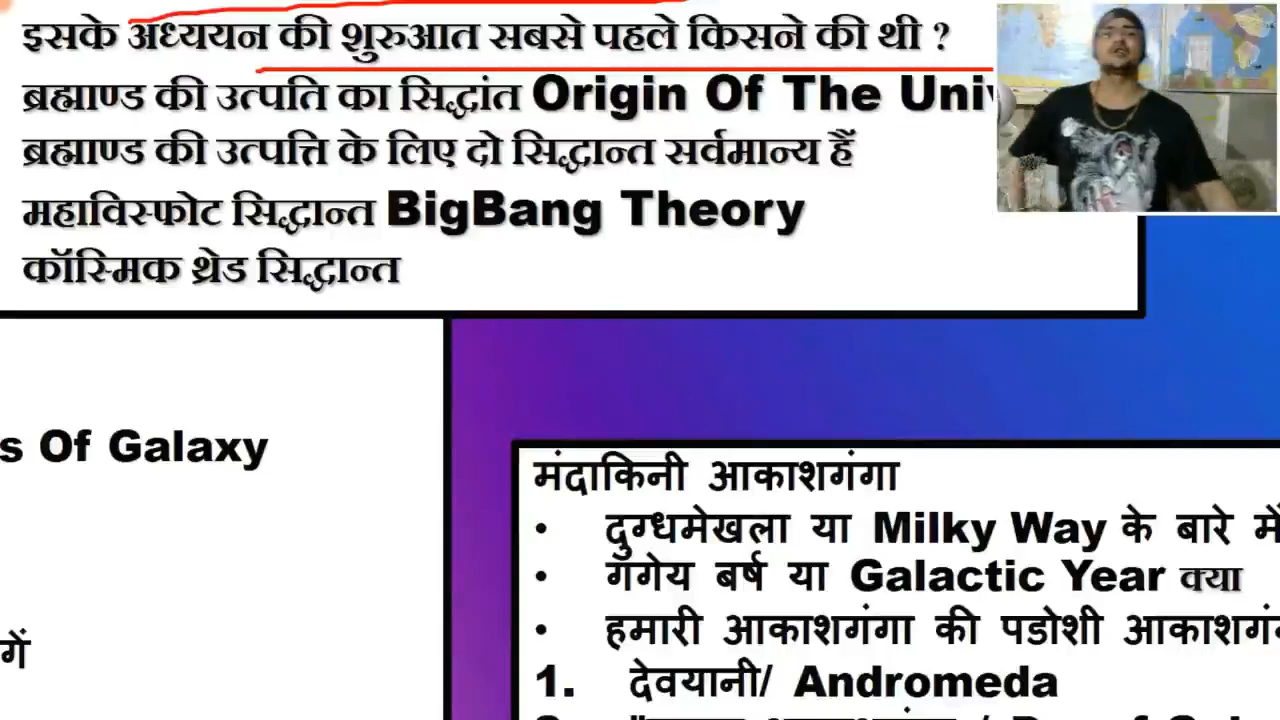 इसके अध्ययन की शुरुआत सबसे पहले किसने की थी ?
ब्रह्माण्ड की उत्पति का सिद्धांत Origin Of The Uni
ब्रह्माण्ड की उत्पत्ति के लिए दो सिद्धान्त सर्वमान्य हैं
महाविस्फोट सिद्धान्त BigBang Theory
कॉस्मिक थ्रेड सिद्धान्त
s Of Galaxy
गें
मंदाकिनी आकाशगंगा
• दुग्धमेखला या Milky Way के बारे में
• गगेय बर्ष या Galactic Year क्या
• हमारी आकाशगंगा की पडोशी आकाशगं
1. देवयानी/ Andromeda